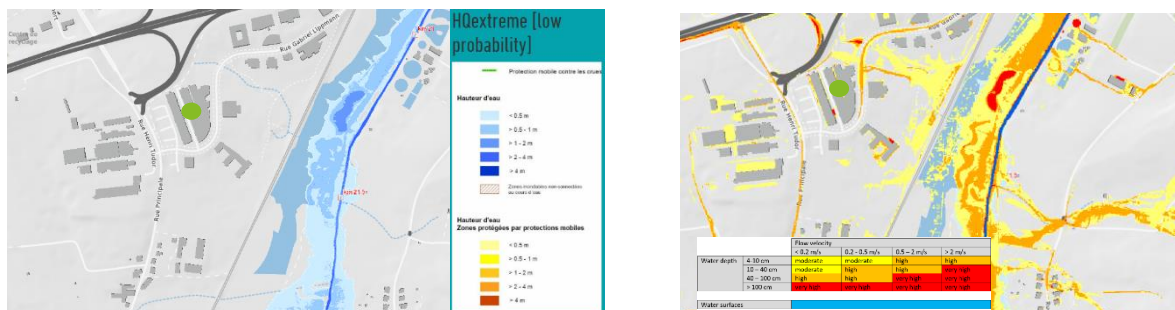 HQextreme [low
probability]
Centre de
recyclage
Rue Gabriel Lippmann
Rue Henri Tudor
Rue Principale
Protection mobile contre les crues
Hauteur d'eau
< 0.5 m
> 0.5 - 1 m
> 1 - 2 m
> 2 - 4 m
> 4 m
Zones inondables non connectées
au cours d'eau
Hauteur d'eau
Zones protégées par protections mobiles
< 0.5 m
> 0.5 - 1 m
> 1 - 2 m
> 2 - 4 m
> 4 m
Rue Gabriel Lippmann
Rue Henri Tudor
Rue Principale
Flow velocity
< 0.2 m/s 0.2 - 0.5 m/s 0.5 – 2 m/s > 2 m/s
Water depth 4-10 cm moderate moderate high high
10 – 40 cm moderate high high very high
40 – 100 cm high high very high very high
> 100 cm very high very high very high very high
Water surfaces